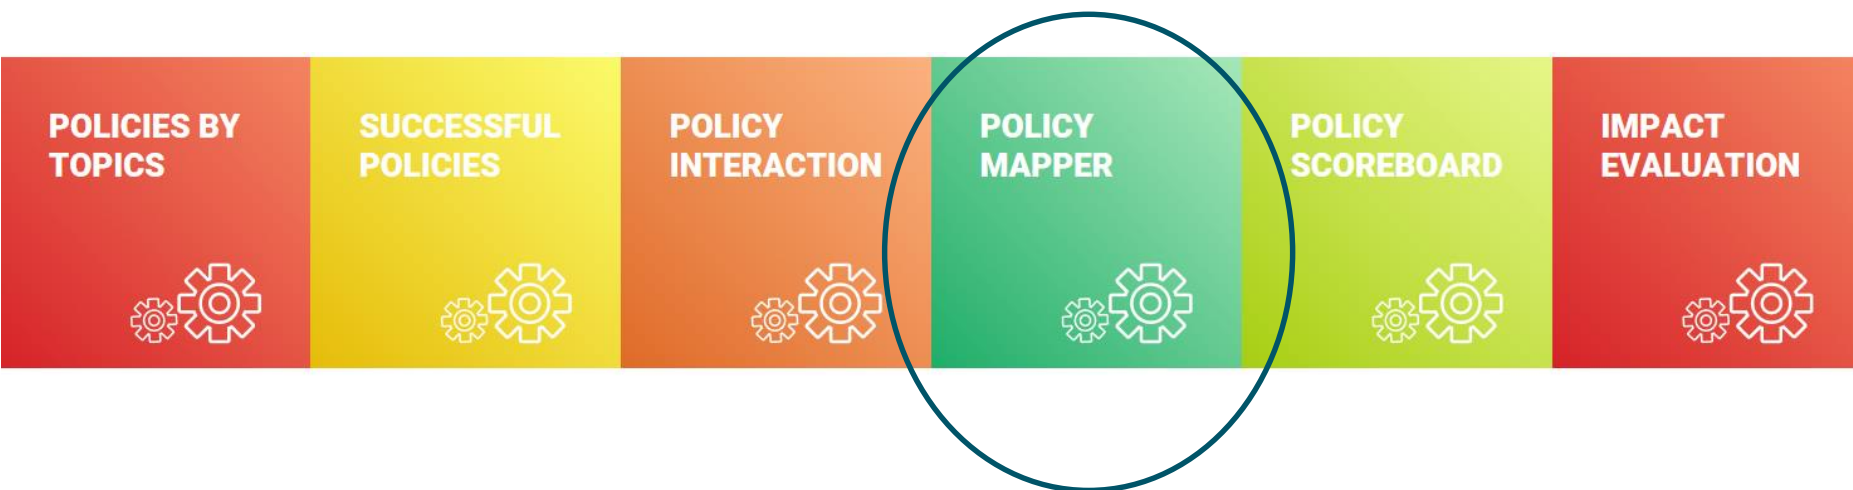 POLICIES BY
TOPICS
SUCCESSFUL
POLICIES
POLICY
INTERACTION
POLICY
MAPPER
POLICY
SCOREBOARD
IMPACT
EVALUATION